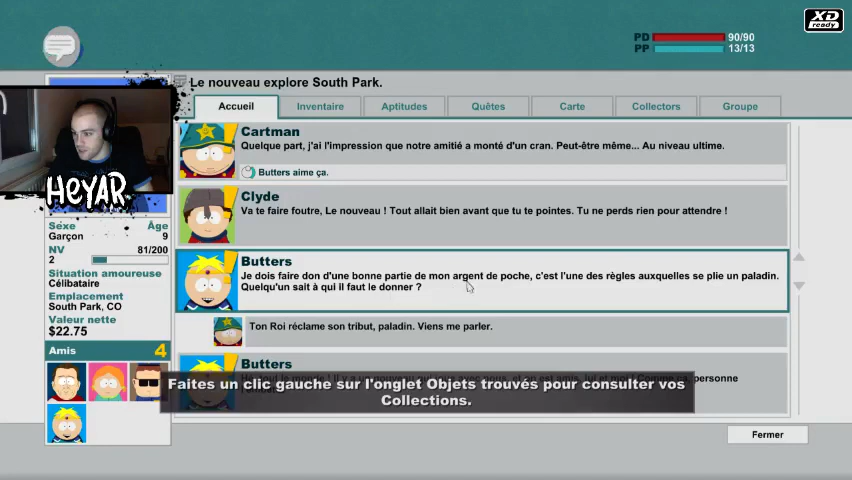 XD
ready
PD 90/90
PP 13/13
Le nouveau explore South Park.
Accueil Inventaire Aptitudes Quêtes Carte Collectors Groupe
Cartman
Quelque part, j'ai l'impression que notre amitié a monté d'un cran. Peut-être même... Au niveau ultime.
Butters aime ça.
HEYAR
Clyde
Va te faire foutre, Le nouveau ! Tout allait bien avant que tu te pointes. Tu ne perds rien pour attendre !
Sexe Âge
Garçon 9
NV 81/200
2
Situation amoureuse
Célibataire
Emplacement
South Park, CO
Valeur nette
$22.75
Amis 4
Butters
Je dois faire don d'une bonne partie de mon argent de poche, c'est l'une des règles auxquelles se plie un paladin.
Quelqu'un sait à qui il faut le donner ?
Ton Roi réclame son tribut, paladin. Viens me parler.
Butters
personne
Faites un clic gauche sur l'onglet Objets trouvés pour consulter vos
Collections.
Fermer